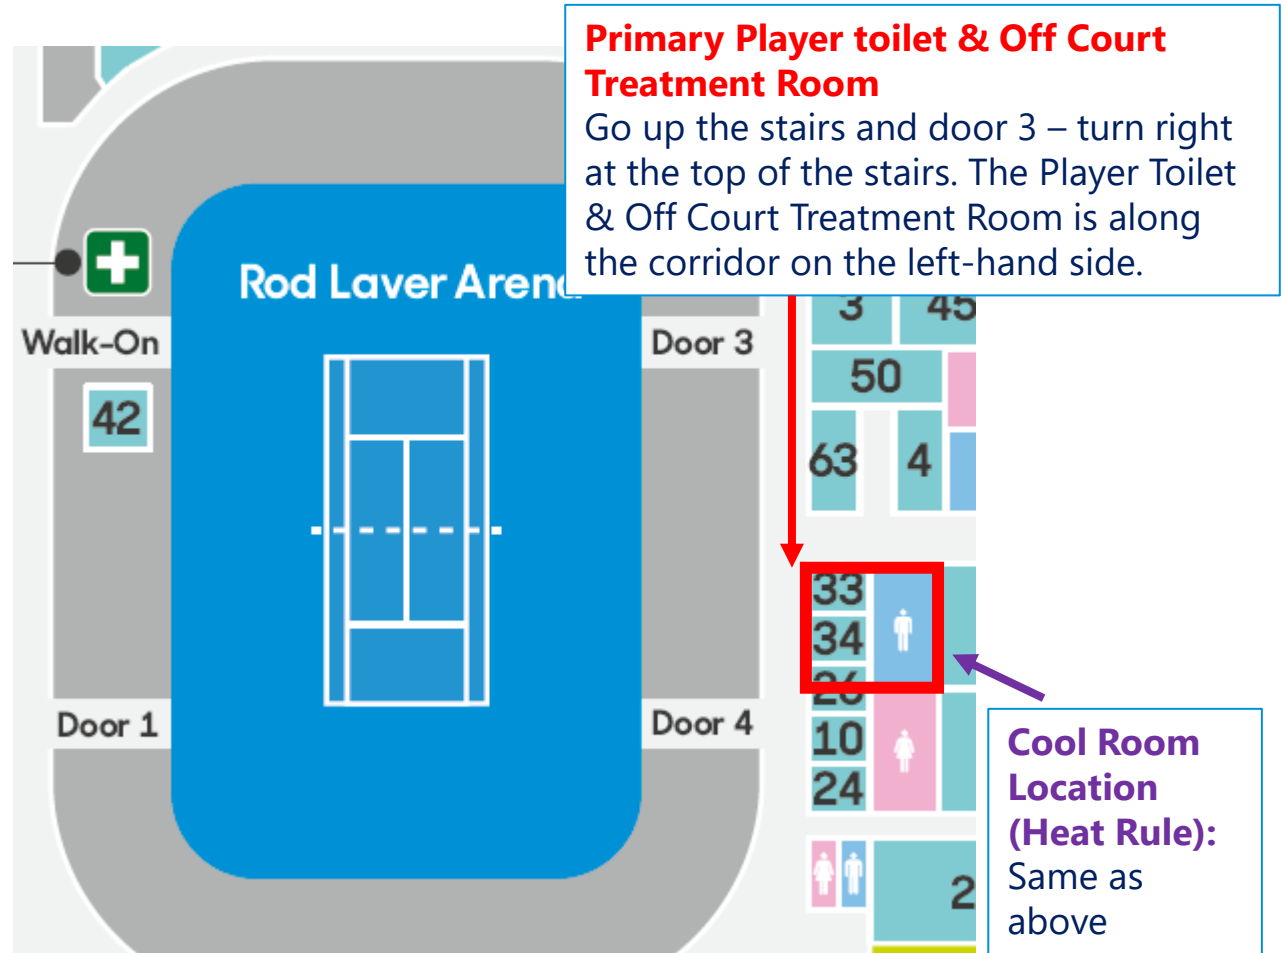 Primary Player toilet & Off Court
Treatment Room
Go up the stairs and door 3 – turn right
at the top of the stairs. The Player Toilet
& Off Court Treatment Room is along
the corridor on the left-hand side.
Rod Laver Arena
Walk-On
Door 3
3
45
42
50
63
4
33
34
26
10
24
Door 1
Door 4
2
Cool Room
Location
(Heat Rule):
Same as
above